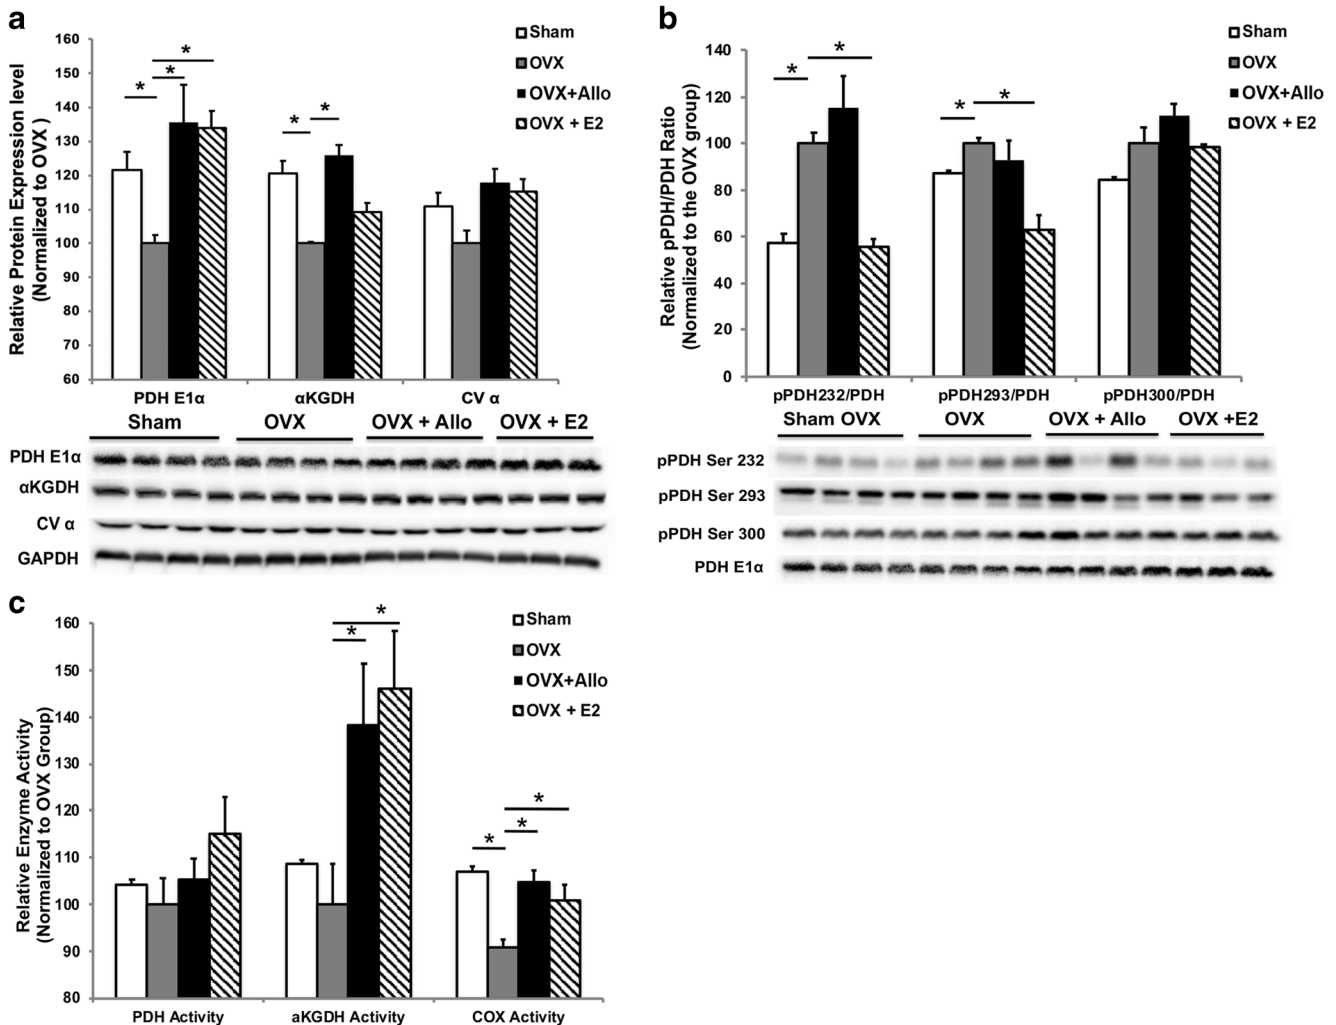 a
Relative Protein Expression level
(Normalized to OVX )
160
150
140
130
120
110
100
90
80
70
60
* * *
* *
Sham
OVX
OVX+Allo
OVX + E2
PDH E1α αKGDH CV α
Sham OVX OVX + Allo OVX + E2
PDH E1α
αKGDH
CV α
GAPDH
b
Relative pPDH/PDH Ratio
(Normalized to the OVX group)
140
120
100
80
60
40
20
0
* *
* *
Sham
OVX
OVX+Allo
OVX + E2
pPDH232/PDH pPDH293/PDH pPDH300/PDH
Sham OVX OVX OVX + Allo OVX +E2
pPDH Ser 232
pPDH Ser 293
pPDH Ser 300
PDH E1α
c
Relative Enzyme Activity
(Normalized to OVX Group)
160
150
140
130
120
110
100
90
80
* *
* * *
Sham
OVX
OVX+Allo
OVX + E2
PDH Activity aKGDH Activity COX Activity